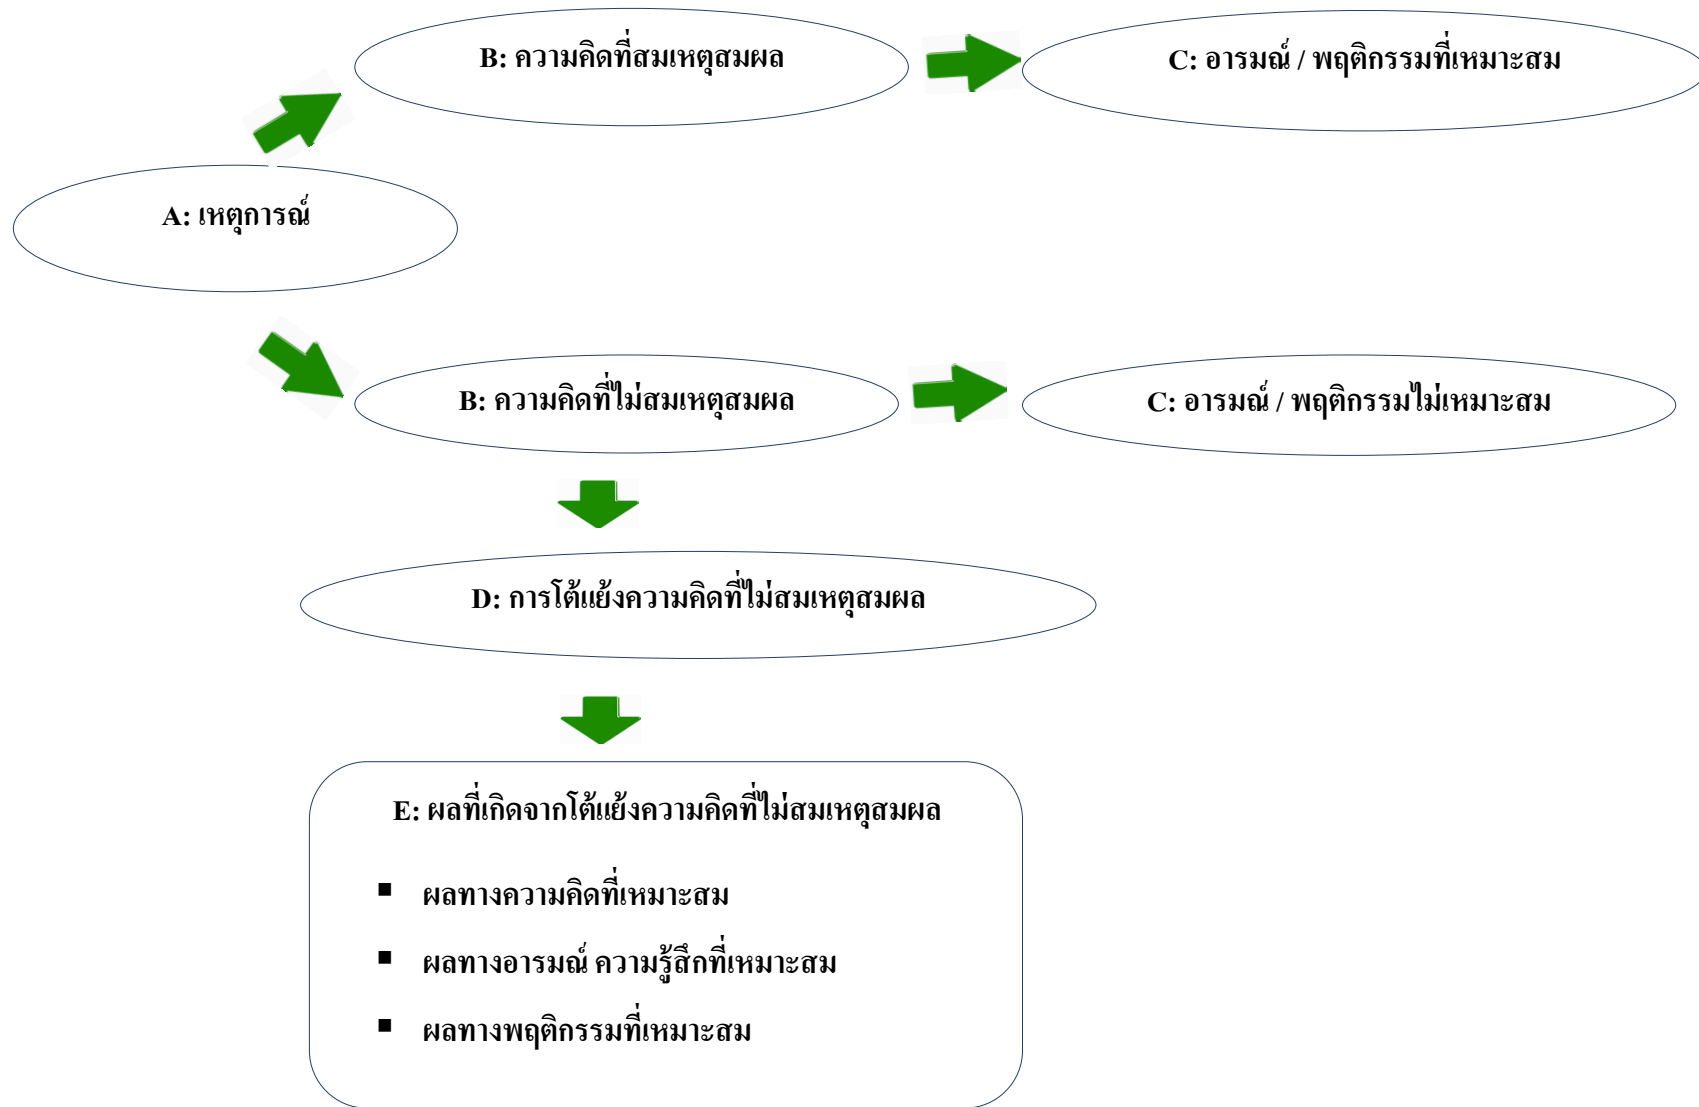 B: ความคิดที่สมเหตุสมผล
C: อารมณ์ / พฤติกรรมที่เหมาะสม
A: เหตุการณ์
B: ความคิดที่ไม่สมเหตุสมผล
C: อารมณ์ / พฤติกรรมไม่เหมาะสม
D: การโต้แย้งความคิดที่ไม่สมเหตุสมผล
E: ผลที่เกิดจากโต้แย้งความคิดที่ไม่สมเหตุสมผล
▪ ผลทางความคิดที่เหมาะสม
▪ ผลทางอารมณ์ ความรู้สึกที่เหมาะสม
▪ ผลทางพฤติกรรมที่เหมาะสม